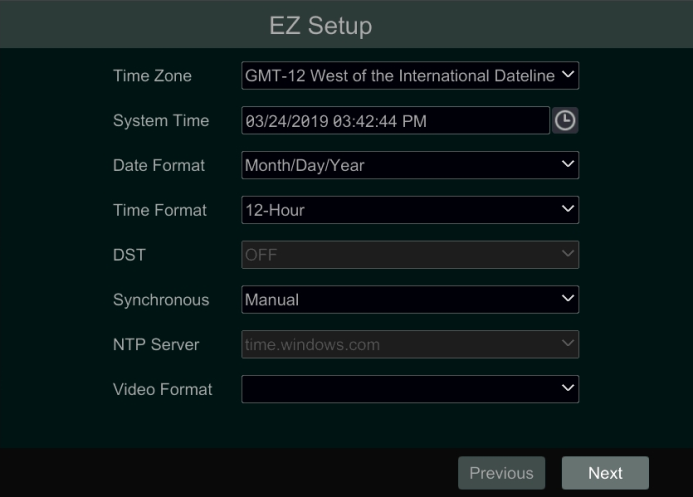 EZ Setup
Time Zone GMT-12 West of the International Dateline
System Time 03/24/2019 03:42:44 PM
Date Format Month/Day/Year
Time Format 12-Hour
DST OFF
Synchronous Manual
NTP Server time.windows.com
Video Format
Previous Next